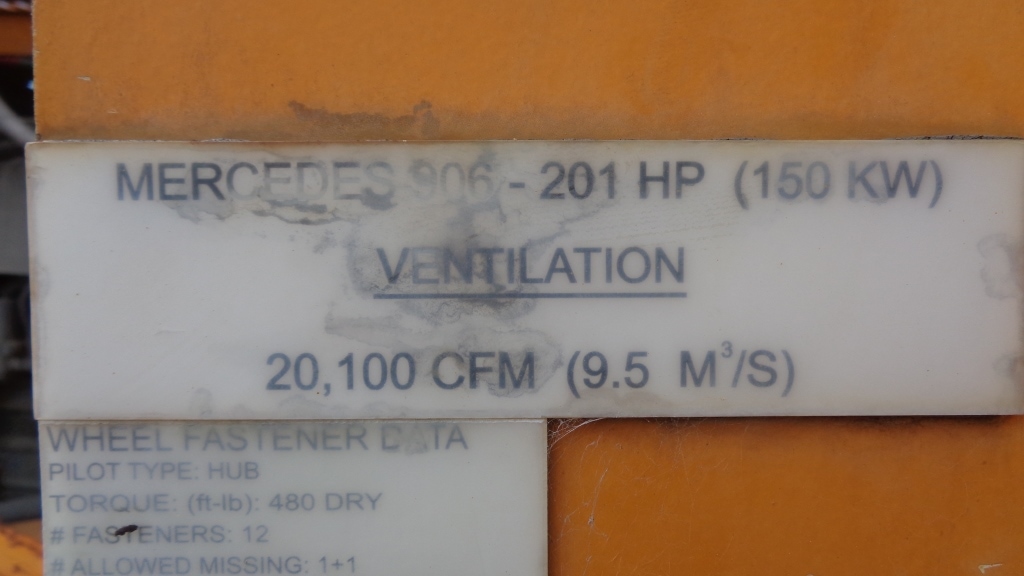 MERCEDES 906 - 201 HP (150 KW)
VENTILATION
20,100 CFM (9.5 M³/S)
WHEEL FASTENER DATA
PILOT TYPE: HUB
TORQUE: (ft-lb): 480 DRY
# FASTENERS: 12
# ALLOWED MISSING: 1+1